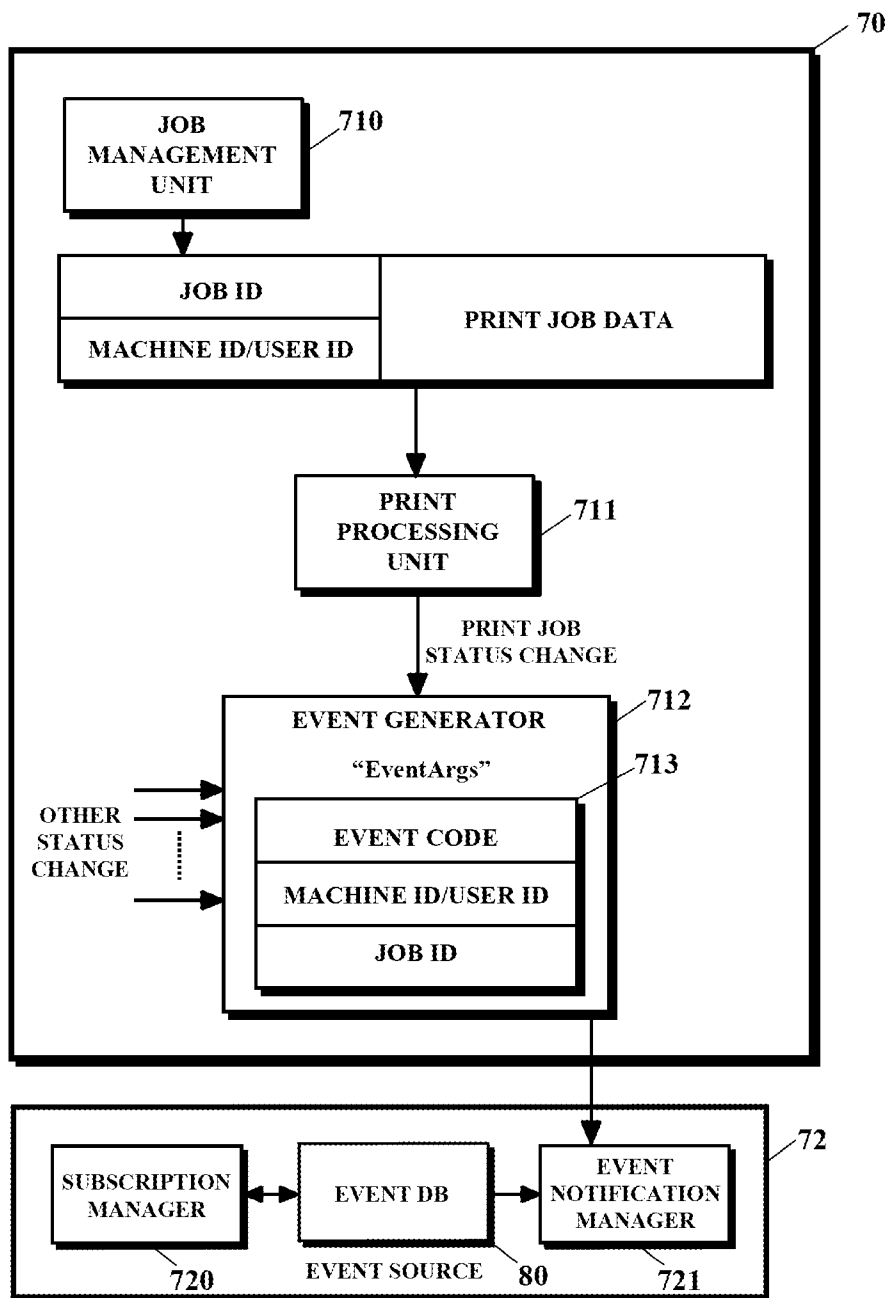 70
JOB
MANAGEMENT
UNIT
710
JOB ID
MACHINE ID/USER ID
PRINT JOB DATA
PRINT
PROCESSING
UNIT
711
PRINT JOB
STATUS CHANGE
EVENT GENERATOR
712
“EventArgs”
713
OTHER
STATUS
CHANGE
EVENT CODE
MACHINE ID/USER ID
JOB ID
72
SUBSCRIPTION
MANAGER
EVENT DB
EVENT
NOTIFICATION
MANAGER
720
EVENT SOURCE
80
721